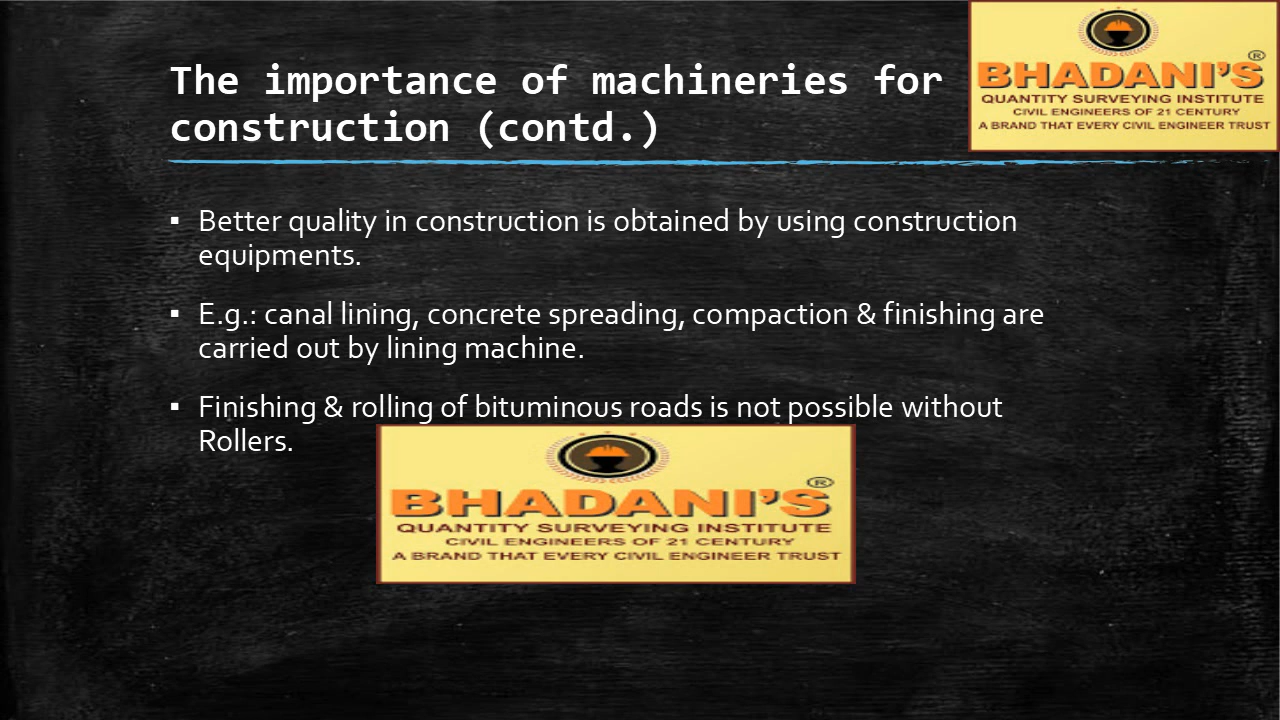 The importance of machineries for
construction (contd.)
BHADANI'S®
QUANTITY SURVEYING INSTITUTE
CIVIL ENGINEERS OF 21 CENTURY
A BRAND THAT EVERY CIVIL ENGINEER TRUST
▪ Better quality in construction is obtained by using construction
equipments.
▪ E.g.: canal lining, concrete spreading, compaction & finishing are
carried out by lining machine.
▪ Finishing & rolling of bituminous roads is not possible without
Rollers.
BHADANI'S®
QUANTITY SURVEYING INSTITUTE
CIVIL ENGINEERS OF 21 CENTURY
A BRAND THAT EVERY CIVIL ENGINEER TRUST